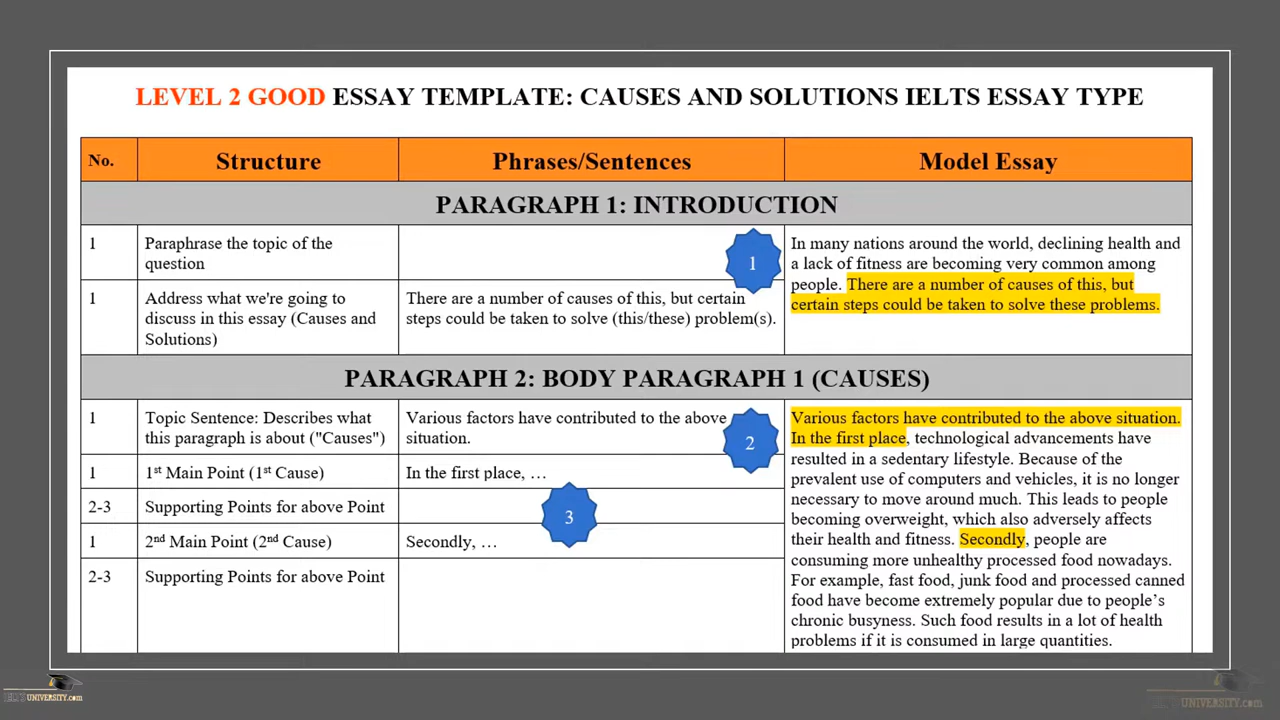 LEVEL 2 GOOD ESSAY TEMPLATE: CAUSES AND SOLUTIONS IELTS ESSAY TYPE
No.
Structure
Phrases/Sentences
Model Essay
PARAGRAPH 1: INTRODUCTION
1
Paraphrase the topic of the
question
1
In many nations around the world, declining health and
a lack of fitness are becoming very common among
people. There are a number of causes of this, but
certain steps could be taken to solve these problems.
1
Address what we're going to
discuss in this essay (Causes and
Solutions)
There are a number of causes of this, but certain
steps could be taken to solve (this/these) problem(s).
PARAGRAPH 2: BODY PARAGRAPH 1 (CAUSES)
1
Topic Sentence: Describes what
this paragraph is about ("Causes")
Various factors have contributed to the above
situation.
2
Various factors have contributed to the above situation.
In the first place, technological advancements have
resulted in a sedentary lifestyle. Because of the
prevalent use of computers and vehicles, it is no longer
necessary to move around much. This leads to people
becoming overweight, which also adversely affects
their health and fitness. Secondly, people are
consuming more unhealthy processed food nowadays.
For example, fast food, junk food and processed canned
food have become extremely popular due to people's
chronic busyness. Such food results in a lot of health
problems if it is consumed in large quantities.
1
1st Main Point (1st Cause)
In the first place, …
2-3
Supporting Points for above Point
3
1
2nd Main Point (2nd Cause)
Secondly, …
2-3
Supporting Points for above Point
IELTS UNIVERSITY.com
UNIVERSITY.com